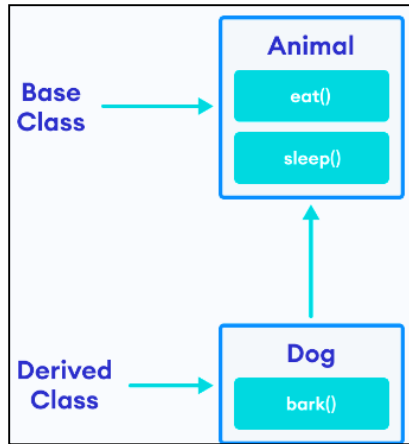 Animal
eat()
sleep()
Base
Class
Dog
bark()
Derived
Class